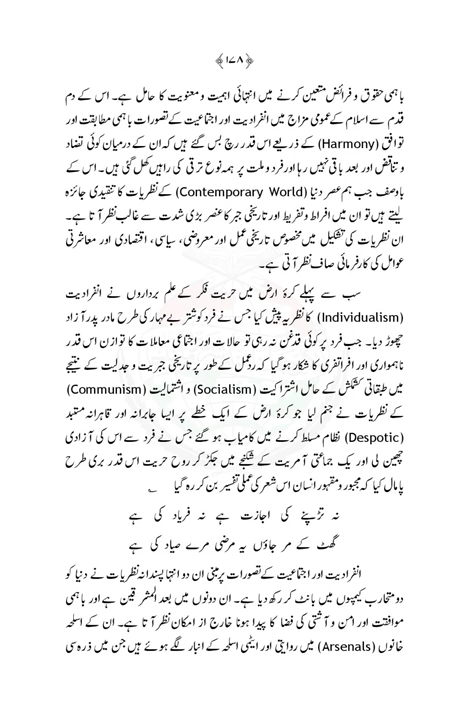 ﴿۱۷۸﴾
باہمی حقوق و فرائض متعین کرنے میں انتہائی اہمیت و معنویت کا حامل ہے۔ اس کے دم
قدم سے اسلام کے عمومی مزاج میں انفرادیت اور اجتماعیت کے تصورات باہمی مطابقت اور
توافق (Harmony) کے ذریعے اس قدر رچ بس گئے ہیں کہ ان کے درمیان کوئی تضاد
و تناقض اور بعد باقی نہیں رہا اور فرد و ملت پر ہمہ نوع ترقی کی راہیں کھل گئی ہیں۔ اس کے
باوصف جب ہم عصر دنیا (Contemporary World) کے نظریات کا تنقیدی جائزہ
لیتے ہیں تو ان میں افراط و تفریط اور تاریخی جبر کا عنصر بڑی شدت سے غالب نظر آتا ہے۔
ان نظریات کی تشکیل میں مخصوص تاریخی عمل اور معروضی، سیاسی، اقتصادی اور معاشرتی
عوامل کی کارفرمائی صاف نظر آتی ہے۔
سب سے پہلے کرۂ ارض میں حریت فکر کے علم برداروں نے انفرادیت
(Individualism) کا نظریہ پیش کیا جس نے فرد کو شتر بے مہار کی طرح مادر پدر آزاد
چھوڑ دیا۔ جب فرد پر کوئی قدغن نہ رہی تو حالات اور اجتماعی معاملات کا توازن اس قدر
ناہمواری اور افراتفری کا شکار ہو گیا کہ ردعمل کے طور پر تاریخی جبریت و جدلیت کے نتیجے
میں طبقاتی کشمکش کے حامل اشتراکیت (Socialism) و اشتمالیت (Communism)
کے نظریات نے جنم لیا جو کرۂ ارض کے ایک خطے پر ایسا جابرانہ اور قاہرانہ مستبد
(Despotic) نظام مسلط کرنے میں کامیاب ہو گئے جس نے فرد سے اس کی آزادی
چھین لی اور یک جماعتی آمریت کے شکنجے میں جکڑ کر روح حریت اس قدر بری طرح
پامال کیا کہ مجبور و مقہور انسان اس شعر کی عملی تفسیر بن کر رہ گیا ؎
نہ تڑپنے کی اجازت ہے نہ فریاد کی ہے
گھٹ کے مر جاؤں یہ مرضی مرے صیاد کی ہے
انفرادیت اور اجتماعیت کے تصورات پر مبنی ان دو انتہا پسندانہ نظریات نے دنیا کو
دو متحارب کیمپوں میں بانٹ کر رکھ دیا ہے۔ ان دونوں میں بعد المشرقین ہے اور باہمی
موافقت اور امن و آشتی کی فضا کا پیدا ہونا خارج از امکان نظر آتا ہے۔ ان کے اسلحہ
خانوں (Arsenals) میں روایتی اور ایٹمی اسلحہ کے انبار لگے ہوئے ہیں جن میں ذرہ سی